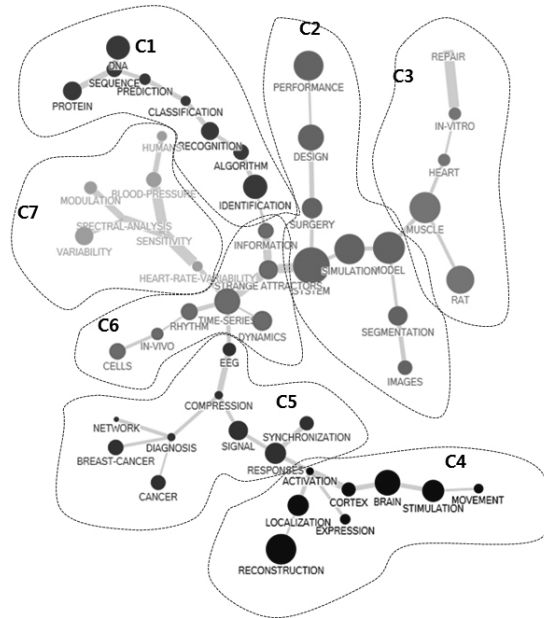 C1
C2
C3
DNA
SEQUENCE
PREDICTION
PROTEIN
CLASSIFICATION
RECOGNITION
ALGORITHM
IDENTIFICATION
PERFORMANCE
DESIGN
SURGERY
REPAIR
IN-VITRO
HEART
MUSCLE
RAT
C7
HUMANS
BLOOD-PRESSURE
MODULATION
SPECTRAL-ANALYSIS
VARIABILITY
SENSITIVITY
HEART-RATE-VARIABILITY
INFORMATION
STRANGE ATTRACTORS
SYSTEM
SIMULATION
MODEL
SEGMENTATION
IMAGES
C6
RHYTHM
TIME-SERIES
DYNAMICS
IN-VIVO
CELLS
EEG
COMPRESSION
C5
NETWORK
DIAGNOSIS
BREAST-CANCER
CANCER
SIGNAL
SYNCHRONIZATION
RESPONSES
C4
ACTIVATION
CORTEX
BRAIN
STIMULATION
MOVEMENT
LOCALIZATION
EXPRESSION
RECONSTRUCTION